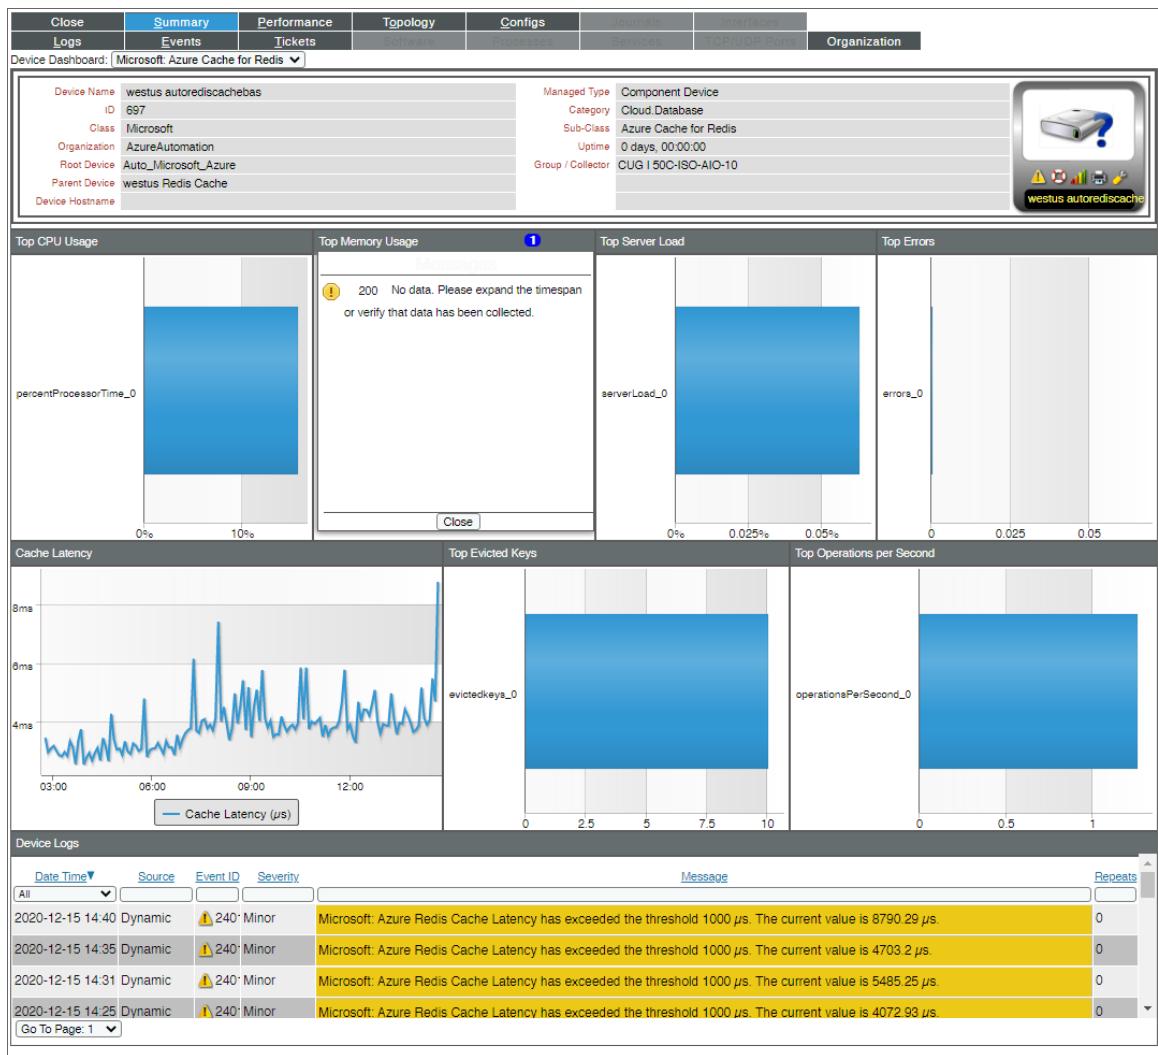 Close Summary Performance Topology Configs Journals Interfaces
Logs Events Tickets Software Processes Services TCP/UDP Ports Organization
Device Dashboard: Microsoft: Azure Cache for Redis
Device Name westus autorediscachebas Managed Type Component Device
ID 697 Category Cloud.Database
Class Microsoft Sub-Class Azure Cache for Redis
Organization AzureAutomation Uptime 0 days, 00:00:00
Root Device Auto_Microsoft_Azure Group / Collector CUG I 50C-ISO-AIO-10
Parent Device westus Redis Cache
Device Hostname
westus autorediscache
Top CPU Usage
percentProcessorTime_0
0% 10%
Top Memory Usage 1
200 No data. Please expand the timespan
or verify that data has been collected.
Close
Top Server Load
serverLoad_0
0% 0.025% 0.05%
Top Errors
errors_0
0 0.025 0.05
Cache Latency
8ms
6ms
4ms
03:00 06:00 09:00 12:00
Cache Latency (µs)
Top Evicted Keys
evictedkeys_0
0 2.5 5 7.5 10
Top Operations per Second
operationsPerSecond_0
0 0.5 1
Device Logs
Date Time Source Event ID Severity Message Repeats
All
2020-12-15 14:40 Dynamic 240 Minor Microsoft: Azure Redis Cache Latency has exceeded the threshold 1000 µs. The current value is 8790.29 µs. 0
2020-12-15 14:35 Dynamic 240 Minor Microsoft: Azure Redis Cache Latency has exceeded the threshold 1000 µs. The current value is 4703.2 µs. 0
2020-12-15 14:31 Dynamic 240 Minor Microsoft: Azure Redis Cache Latency has exceeded the threshold 1000 µs. The current value is 5485.25 µs. 0
2020-12-15 14:25 Dynamic 240 Minor Microsoft: Azure Redis Cache Latency has exceeded the threshold 1000 µs. The current value is 4072.93 µs. 0
Go To Page: 1